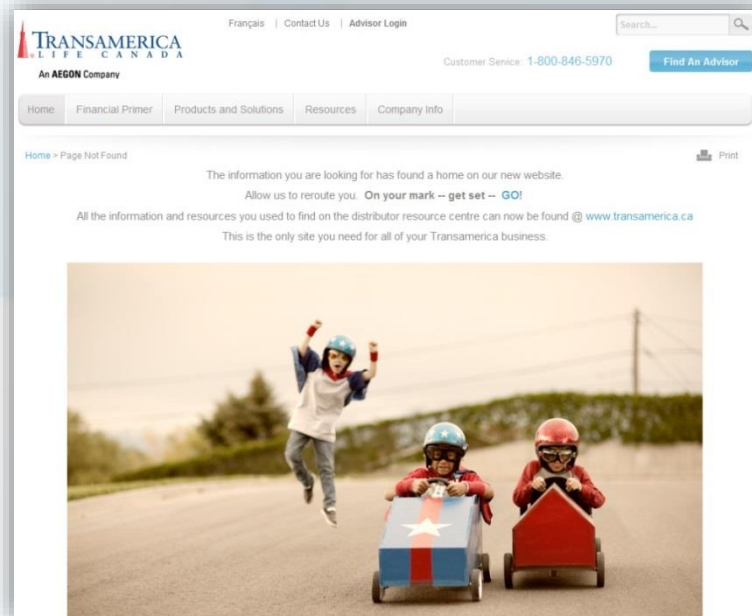 Français | Contact Us | Advisor Login
Search...
TRANSAMERICA
LIFE CANADA
An AEGON Company
Customer Service: 1-800-846-5970
Find An Advisor
Home Financial Primer Products and Solutions Resources Company Info
Home > Page Not Found
Print
The information you are looking for has found a home on our new website.
Allow us to reroute you. On your mark -- get set -- GO!
All the information and resources you used to find on the distributor resource centre can now be found @ www.transamerica.ca
This is the only site you need for all of your Transamerica business.